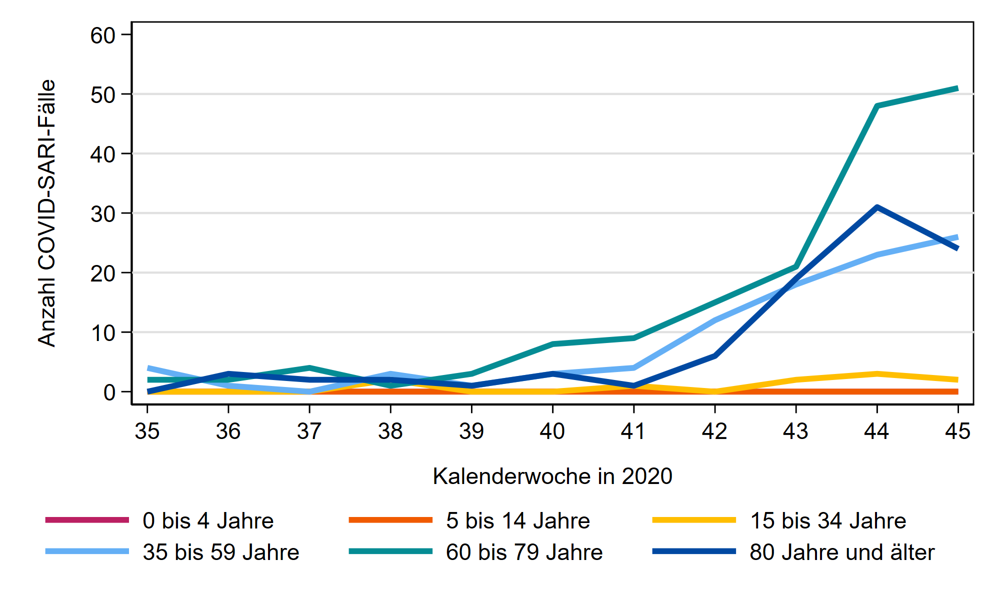 60
50
40
30
20
10
0
Anzahl COVID-SARI-Fälle
35 36 37 38 39 40 41 42 43 44 45
Kalenderwoche in 2020
0 bis 4 Jahre 5 bis 14 Jahre 15 bis 34 Jahre
35 bis 59 Jahre 60 bis 79 Jahre 80 Jahre und älter